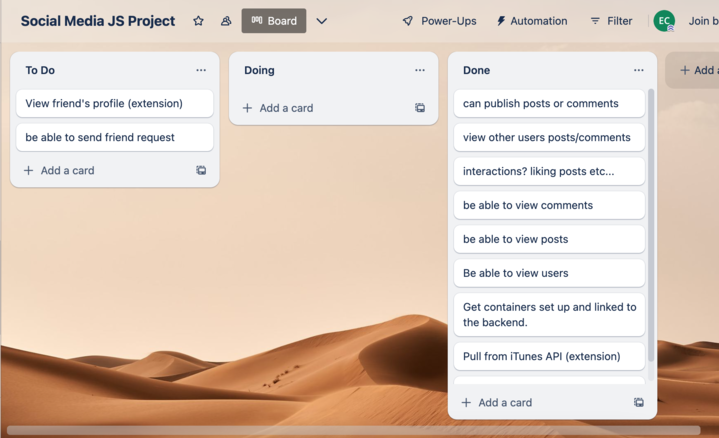 Social Media JS Project
Board
Power-Ups
Automation
Filter
EC
Join b
To Do
View friend's profile (extension)
be able to send friend request
Add a card
Doing
Add a card
Done
can publish posts or comments
view other users posts/comments
interactions? liking posts etc...
be able to view comments
be able to view posts
Be able to view users
Get containers set up and linked to
the backend.
Pull from iTunes API (extension)
Add a card
Add a